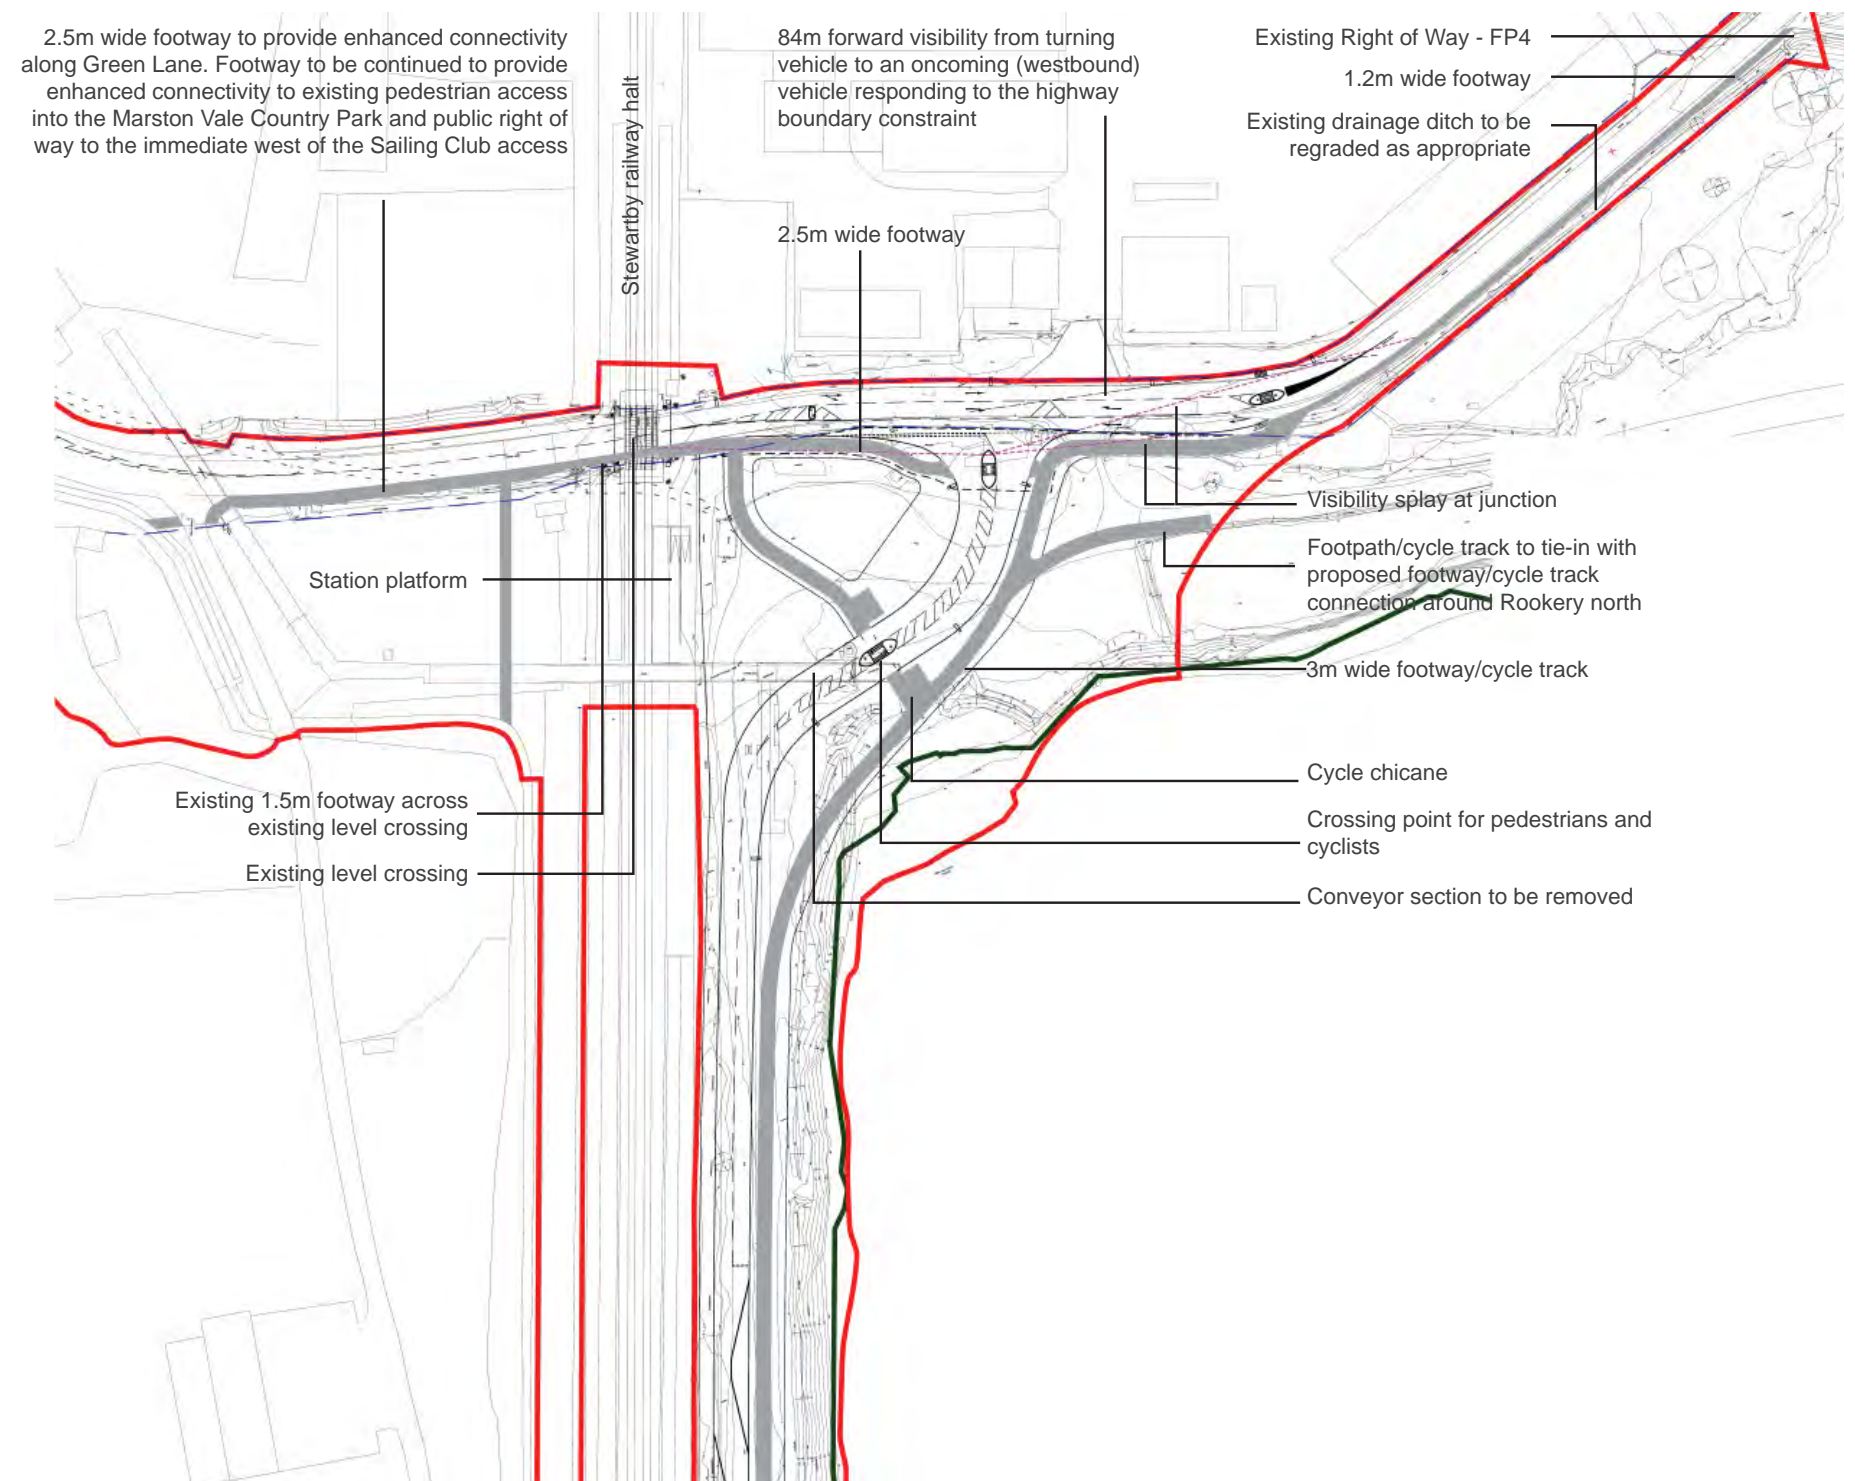 2.5m wide footway to provide enhanced connectivity
along Green Lane. Footway to be continued to provide
enhanced connectivity to existing pedestrian access
into the Marston Vale Country Park and public right of
way to the immediate west of the Sailing Club access
Stewartby railway halt
84m forward visibility from turning
vehicle to an oncoming (westbound)
vehicle responding to the highway
boundary constraint
2.5m wide footway
Existing Right of Way - FP4
1.2m wide footway
Existing drainage ditch to be
regraded as appropriate
Visibility splay at junction
Footpath/cycle track to tie-in with
proposed footway/cycle track
connection around Rookery north
3m wide footway/cycle track
Cycle chicane
Crossing point for pedestrians and
cyclists
Conveyor section to be removed
Station platform
Existing 1.5m footway across
existing level crossing
Existing level crossing